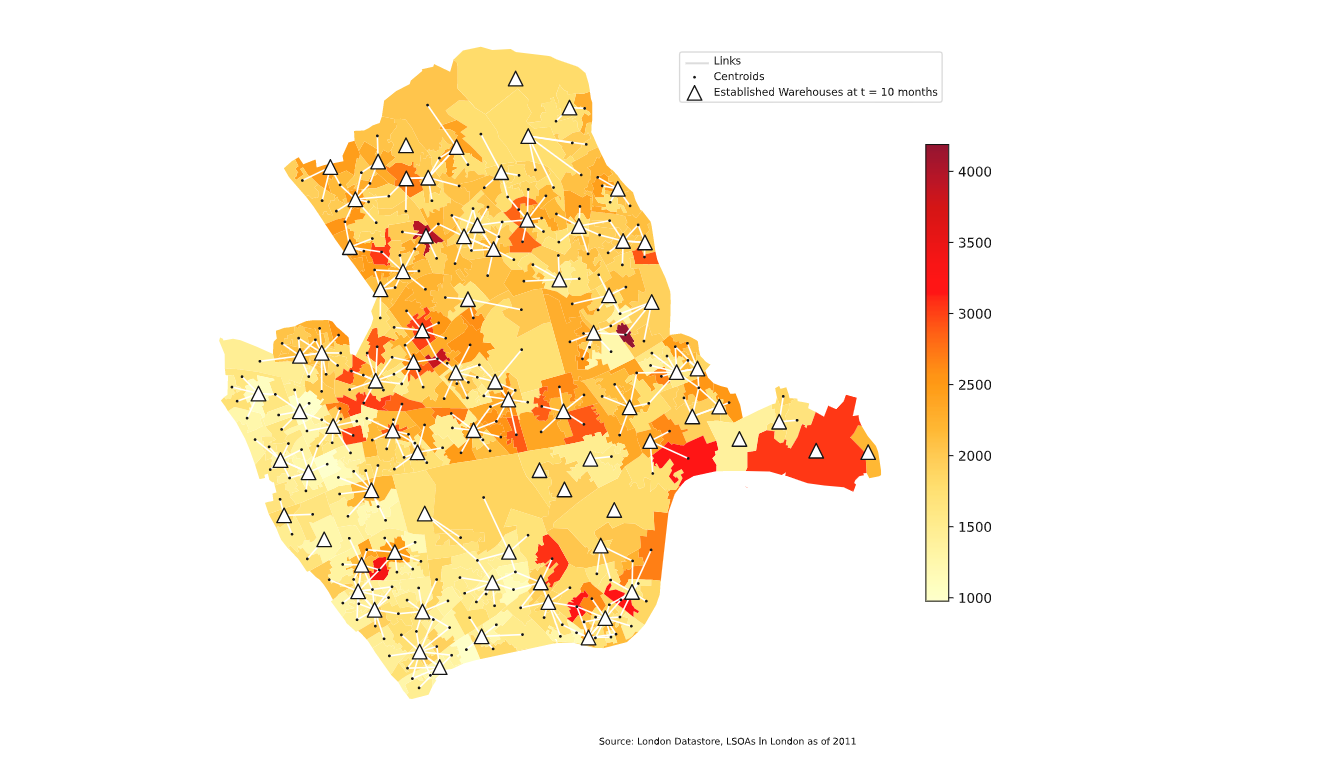 Links
Centroids
Established Warehouses at t = 10 months
4000
3500
3000
2500
2000
1500
1000
Source: London Datastore, LSOAs in London as of 2011